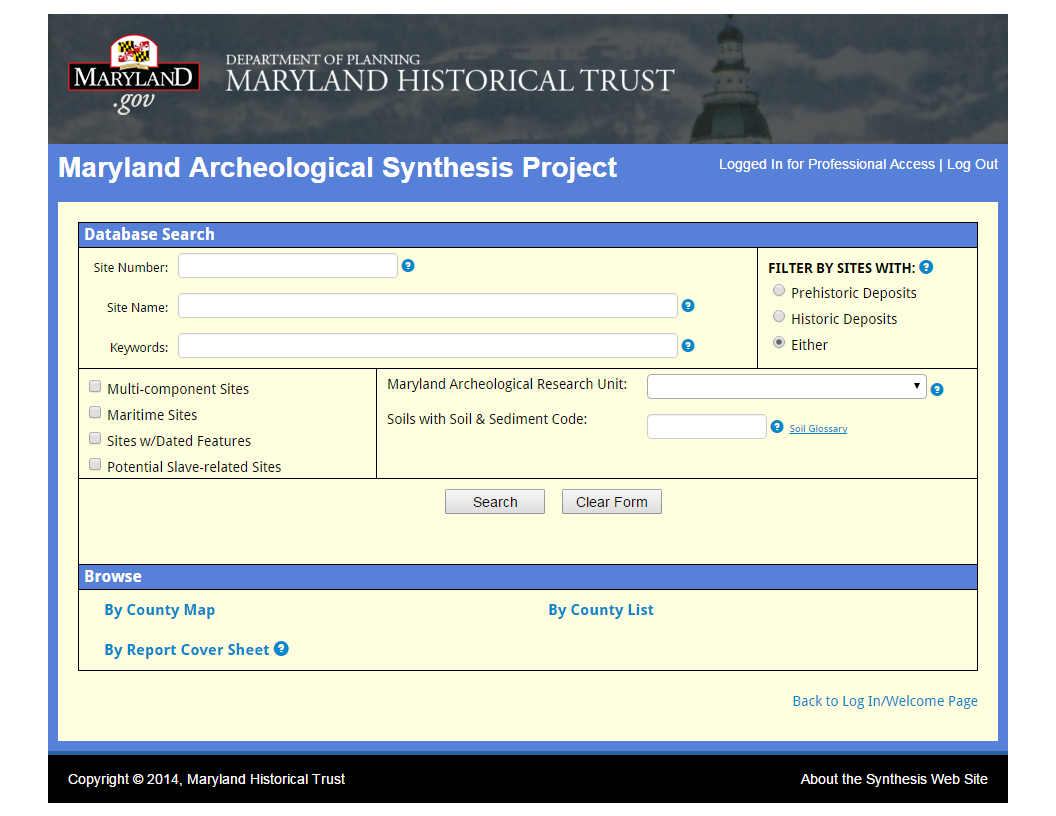 MARYLAND
.gov
DEPARTMENT OF PLANNING
MARYLAND HISTORICAL TRUST
Maryland Archeological Synthesis Project
Logged In for Professional Access | Log Out
Database Search
Site Number: ?
Site Name: ?
Keywords: ?
FILTER BY SITES WITH: ?
Prehistoric Deposits
Historic Deposits
Either
Multi-component Sites
Maritime Sites
Sites w/Dated Features
Potential Slave-related Sites
Maryland Archeological Research Unit: ?
Soils with Soil & Sediment Code: ? Soil Glossary
Search Clear Form
Browse
By County Map By County List
By Report Cover Sheet ?
Back to Log In/Welcome Page
Copyright © 2014, Maryland Historical Trust About the Synthesis Web Site